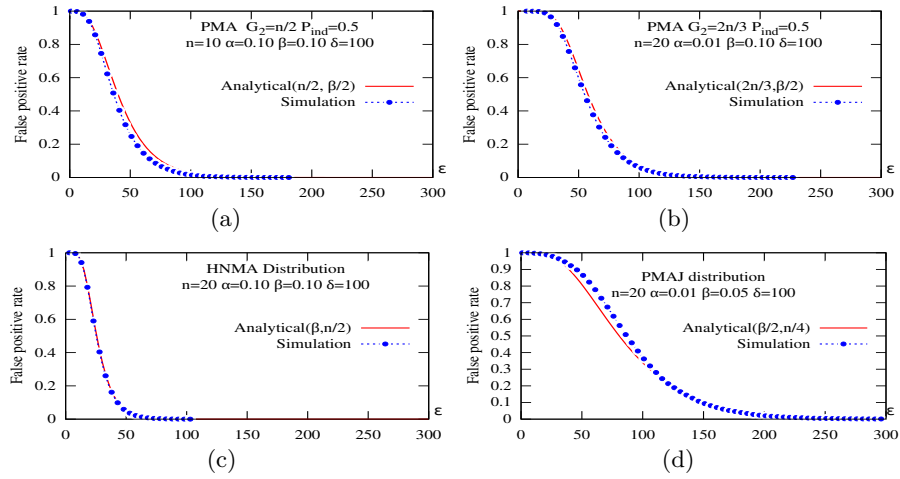 PMA G₂=n/2 P_ind=0.5
n=10 α=0.10 β=0.10 δ=100
Analytical(n/2, β/2)
Simulation
False positive rate
1
0.8
0.6
0.4
0.2
0
0 50 100 150 200 250 300
ε
(a)
PMA G₂=2n/3 P_ind=0.5
n=20 α=0.01 β=0.10 δ=100
Analytical(2n/3,β/2)
Simulation
False positive rate
1
0.8
0.6
0.4
0.2
0
0 50 100 150 200 250 300
ε
(b)
HNMA Distribution
n=20 α=0.10 β=0.10 δ=100
Analytical(β,n/2)
Simulation
False positive rate
1
0.8
0.6
0.4
0.2
0
0 50 100 150 200 250 300
ε
(c)
PMAJ distribution
n=20 α=0.01 β=0.05 δ=100
Analytical(β/2,n/4)
Simulation
False positive rate
1
0.9
0.8
0.7
0.6
0.5
0.4
0.3
0.2
0.1
0
0 50 100 150 200 250 300
ε
(d)